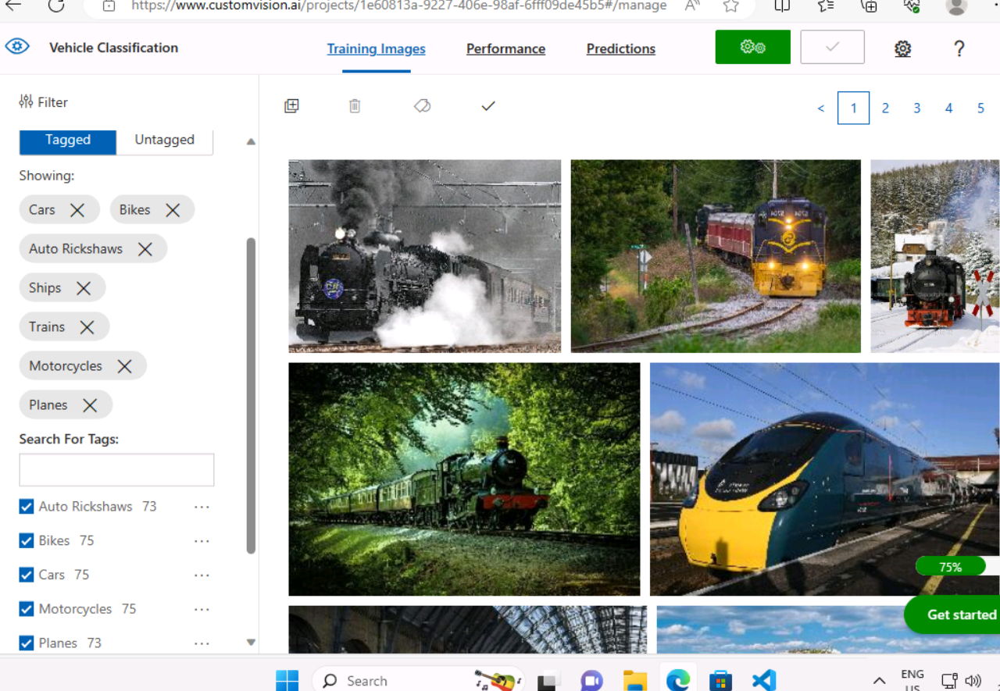 https://www.customvision.ai/projects/1e60813a-9227-406e-98af-6fff09de45b5#/manage
Vehicle Classification
Training Images
Performance
Predictions
?
Filter
< 1 2 3 4 5
Tagged
Untagged
Showing:
Cars
Bikes
Auto Rickshaws
Ships
Trains
Motorcycles
Planes
Search For Tags:
Auto Rickshaws 73 ...
Bikes 75 ...
Cars 75 ...
Motorcycles 75 ...
Planes 73 ...
75%
Get started
Search
ENG
US